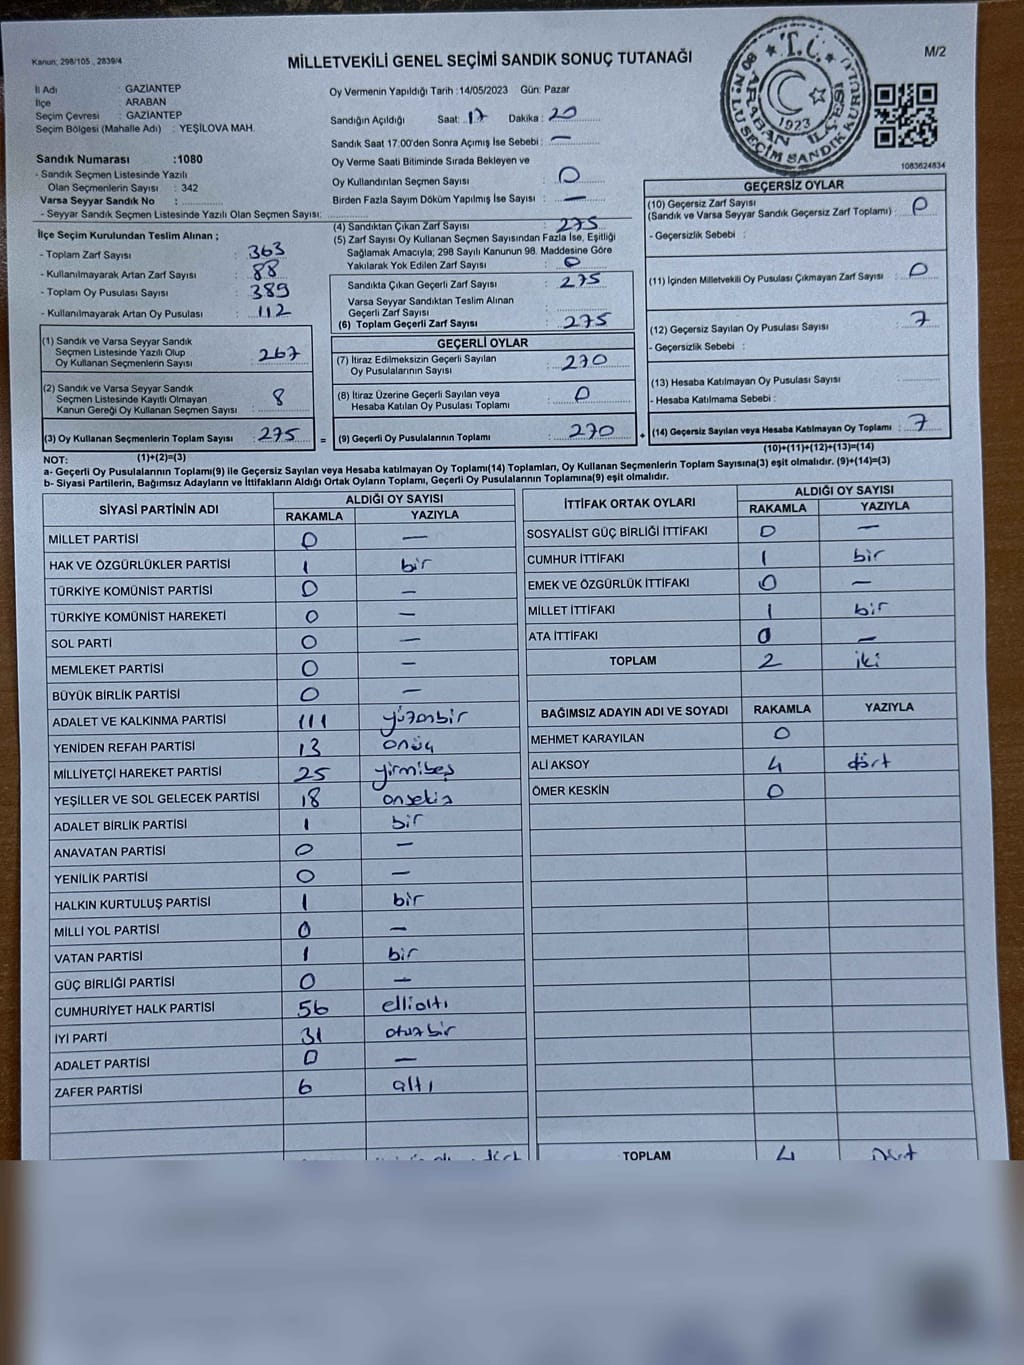 Kanun: 298/105 , 2839/4
MİLLETVEKİLİ GENEL SEÇİMİ SANDIK SONUÇ TUTANAĞI
M/2
T.C.
80 N'LU SEÇİM SANDIK KURULU
ARABAN İLÇESİ
1923
1083624834
İl Adı : GAZİANTEP
İlçe : ARABAN
Seçim Çevresi : GAZİANTEP
Seçim Bölgesi (Mahalle Adı) : YEŞİLOVA MAH.
Sandık Numarası :1080
- Sandık Seçmen Listesinde Yazılı
Olan Seçmenlerin Sayısı : 342
Varsa Seyyar Sandık No :
- Seyyar Sandık Seçmen Listesinde Yazılı Olan Seçmen Sayısı:
İlçe Seçim Kurulundan Teslim Alınan ;
- Toplam Zarf Sayısı : 363
- Kullanılmayarak Artan Zarf Sayısı : 88
- Toplam Oy Pusulası Sayısı : 389
- Kullanılmayarak Artan Oy Pusulası : 112
(1) Sandık ve Varsa Seyyar Sandık
Seçmen Listesinde Yazılı Olup
Oy Kullanan Seçmenlerin Sayısı : 267
(2) Sandık ve Varsa Seyyar Sandık
Seçmen Listesinde Kayıtlı Olmayan
Kanun Gereği Oy Kullanan Seçmen Sayısı : 8
(3) Oy Kullanan Seçmenlerin Toplam Sayısı : 275 =
(1)+(2)=(3)
Oy Vermenin Yapıldığı Tarih :14/05/2023 Gün: Pazar
Sandığın Açıldığı Saat: 17 Dakika : 20
Sandık Saat 17.00'den Sonra Açımış İse Sebebi : —
Oy Verme Saati Bitiminde Sırada Bekleyen ve
Oy Kullandırılan Seçmen Sayısı : 0
Birden Fazla Sayım Döküm Yapılmış İse Sayısı : —
(4) Sandıktan Çıkan Zarf Sayısı : 275
(5) Zarf Sayısı Oy Kullanan Seçmen Sayısından Fazla İse, Eşitliği
Sağlamak Amacıyla; 298 Sayılı Kanunun 98. Maddesine Göre
Yakılarak Yok Edilen Zarf Sayısı : 0
Sandıkta Çıkan Geçerli Zarf Sayısı : 275
Varsa Seyyar Sandıktan Teslim Alınan
Geçerli Zarf Sayısı :
(6) Toplam Geçerli Zarf Sayısı : 275
GEÇERLİ OYLAR
(7) İtiraz Edilmeksizin Geçerli Sayılan
Oy Pusulalarının Sayısı : 270
(8) İtiraz Üzerine Geçerli Sayılan veya
Hesaba Katılan Oy Pusulası Toplamı : 0
(9) Geçerli Oy Pusulalarının Toplamı : 270 +
GEÇERSİZ OYLAR
(10) Geçersiz Zarf Sayısı
(Sandık ve Varsa Seyyar Sandık Geçersiz Zarf Toplamı) : 0
- Geçersizlik Sebebi :
(11) İçinden Milletvekili Oy Pusulası Çıkmayan Zarf Sayısı : 0
(12) Geçersiz Sayılan Oy Pusulası Sayısı : 7
- Geçersizlik Sebebi :
(13) Hesaba Katılmayan Oy Pusulası Sayısı :
- Hesaba Katılmama Sebebi :
(14) Geçersiz Sayılan veya Hesaba Katılmayan Oy Toplamı : 7
(10)+(11)+(12)+(13)=(14)
NOT:
a- Geçerli Oy Pusulalarının Toplamı(9) ile Geçersiz Sayılan veya Hesaba katılmayan Oy Toplamı(14) Toplamları, Oy Kullanan Seçmenlerin Toplam Sayısına(3) eşit olmalıdır. (9)+(14)=(3)
b- Siyasi Partilerin, Bağımsız Adayların ve İttifakların Aldığı Ortak Oyların Toplamı, Geçerli Oy Pusulalarının Toplamına(9) eşit olmalıdır.
SİYASİ PARTİNİN ADI ALDIĞI OY SAYISI
RAKAMLA YAZIYLA
MİLLET PARTİSİ 0 —
HAK VE ÖZGÜRLÜKLER PARTİSİ 1 bir
TÜRKİYE KOMÜNİST PARTİSİ 0 —
TÜRKİYE KOMÜNİST HAREKETİ 0 —
SOL PARTİ 0 —
MEMLEKET PARTİSİ 0 —
BÜYÜK BİRLİK PARTİSİ 0 —
ADALET VE KALKINMA PARTİSİ 111 yüzonbir
YENİDEN REFAH PARTİSİ 13 onüç
MİLLİYETÇİ HAREKET PARTİSİ 25 yirmibeş
YEŞİLLER VE SOL GELECEK PARTİSİ 18 onsekiz
ADALET BİRLİK PARTİSİ 1 bir
ANAVATAN PARTİSİ 0 —
YENİLİK PARTİSİ 0 —
HALKIN KURTULUŞ PARTİSİ 1 bir
MİLLİ YOL PARTİSİ 0 —
VATAN PARTİSİ 1 bir
GÜÇ BİRLİĞİ PARTİSİ 0 —
CUMHURİYET HALK PARTİSİ 56 ellialtı
İYİ PARTİ 31 otuzbir
ADALET PARTİSİ 0 —
ZAFER PARTİSİ 6 altı
İTTİFAK ORTAK OYLARI ALDIĞI OY SAYISI
RAKAMLA YAZIYLA
SOSYALİST GÜÇ BİRLİĞİ İTTİFAKI 0 —
CUMHUR İTTİFAKI 1 bir
EMEK VE ÖZGÜRLÜK İTTİFAKI 0 —
MİLLET İTTİFAKI 1 bir
ATA İTTİFAKI 0 —
TOPLAM 2 iki
BAĞIMSIZ ADAYIN ADI VE SOYADI RAKAMLA YAZIYLA
MEHMET KARAYILAN 0
ALİ AKSOY 4 dört
ÖMER KESKİN 0
TOPLAM 4 dört